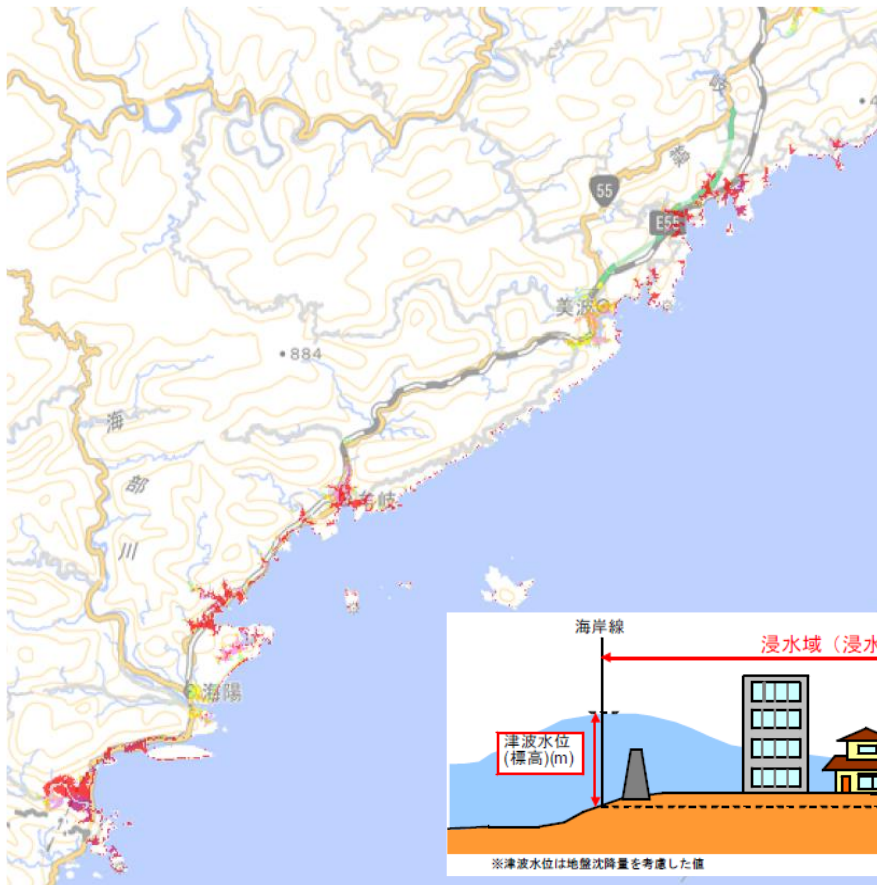 55
E55
美波
884
海
部
川
牟岐
海陽
海岸線
浸水域（浸水
津波水位
(標高)(m)
※津波水位は地盤沈降量を考慮した値